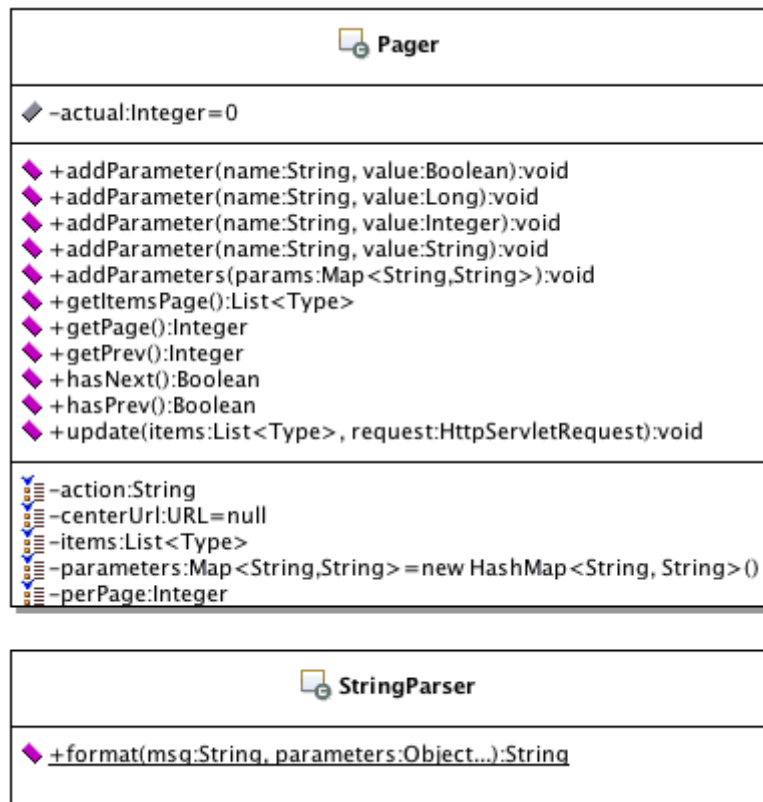 Pager
-actual:Integer=0
+addParameter(name:String, value:Boolean):void
+addParameter(name:String, value:Long):void
+addParameter(name:String, value:Integer):void
+addParameter(name:String, value:String):void
+addParameters(params:Map<String,String>):void
+getItemsPage():List<Type>
+getPage():Integer
+getPrev():Integer
+hasNext():Boolean
+hasPrev():Boolean
+update(items:List<Type>, request:HttpServletRequest):void
-action:String
-centerUrl:URL=null
-items:List<Type>
-parameters:Map<String,String>=new HashMap<String, String>()
-perPage:Integer
StringParser
+format(msg:String, parameters:Object...):String